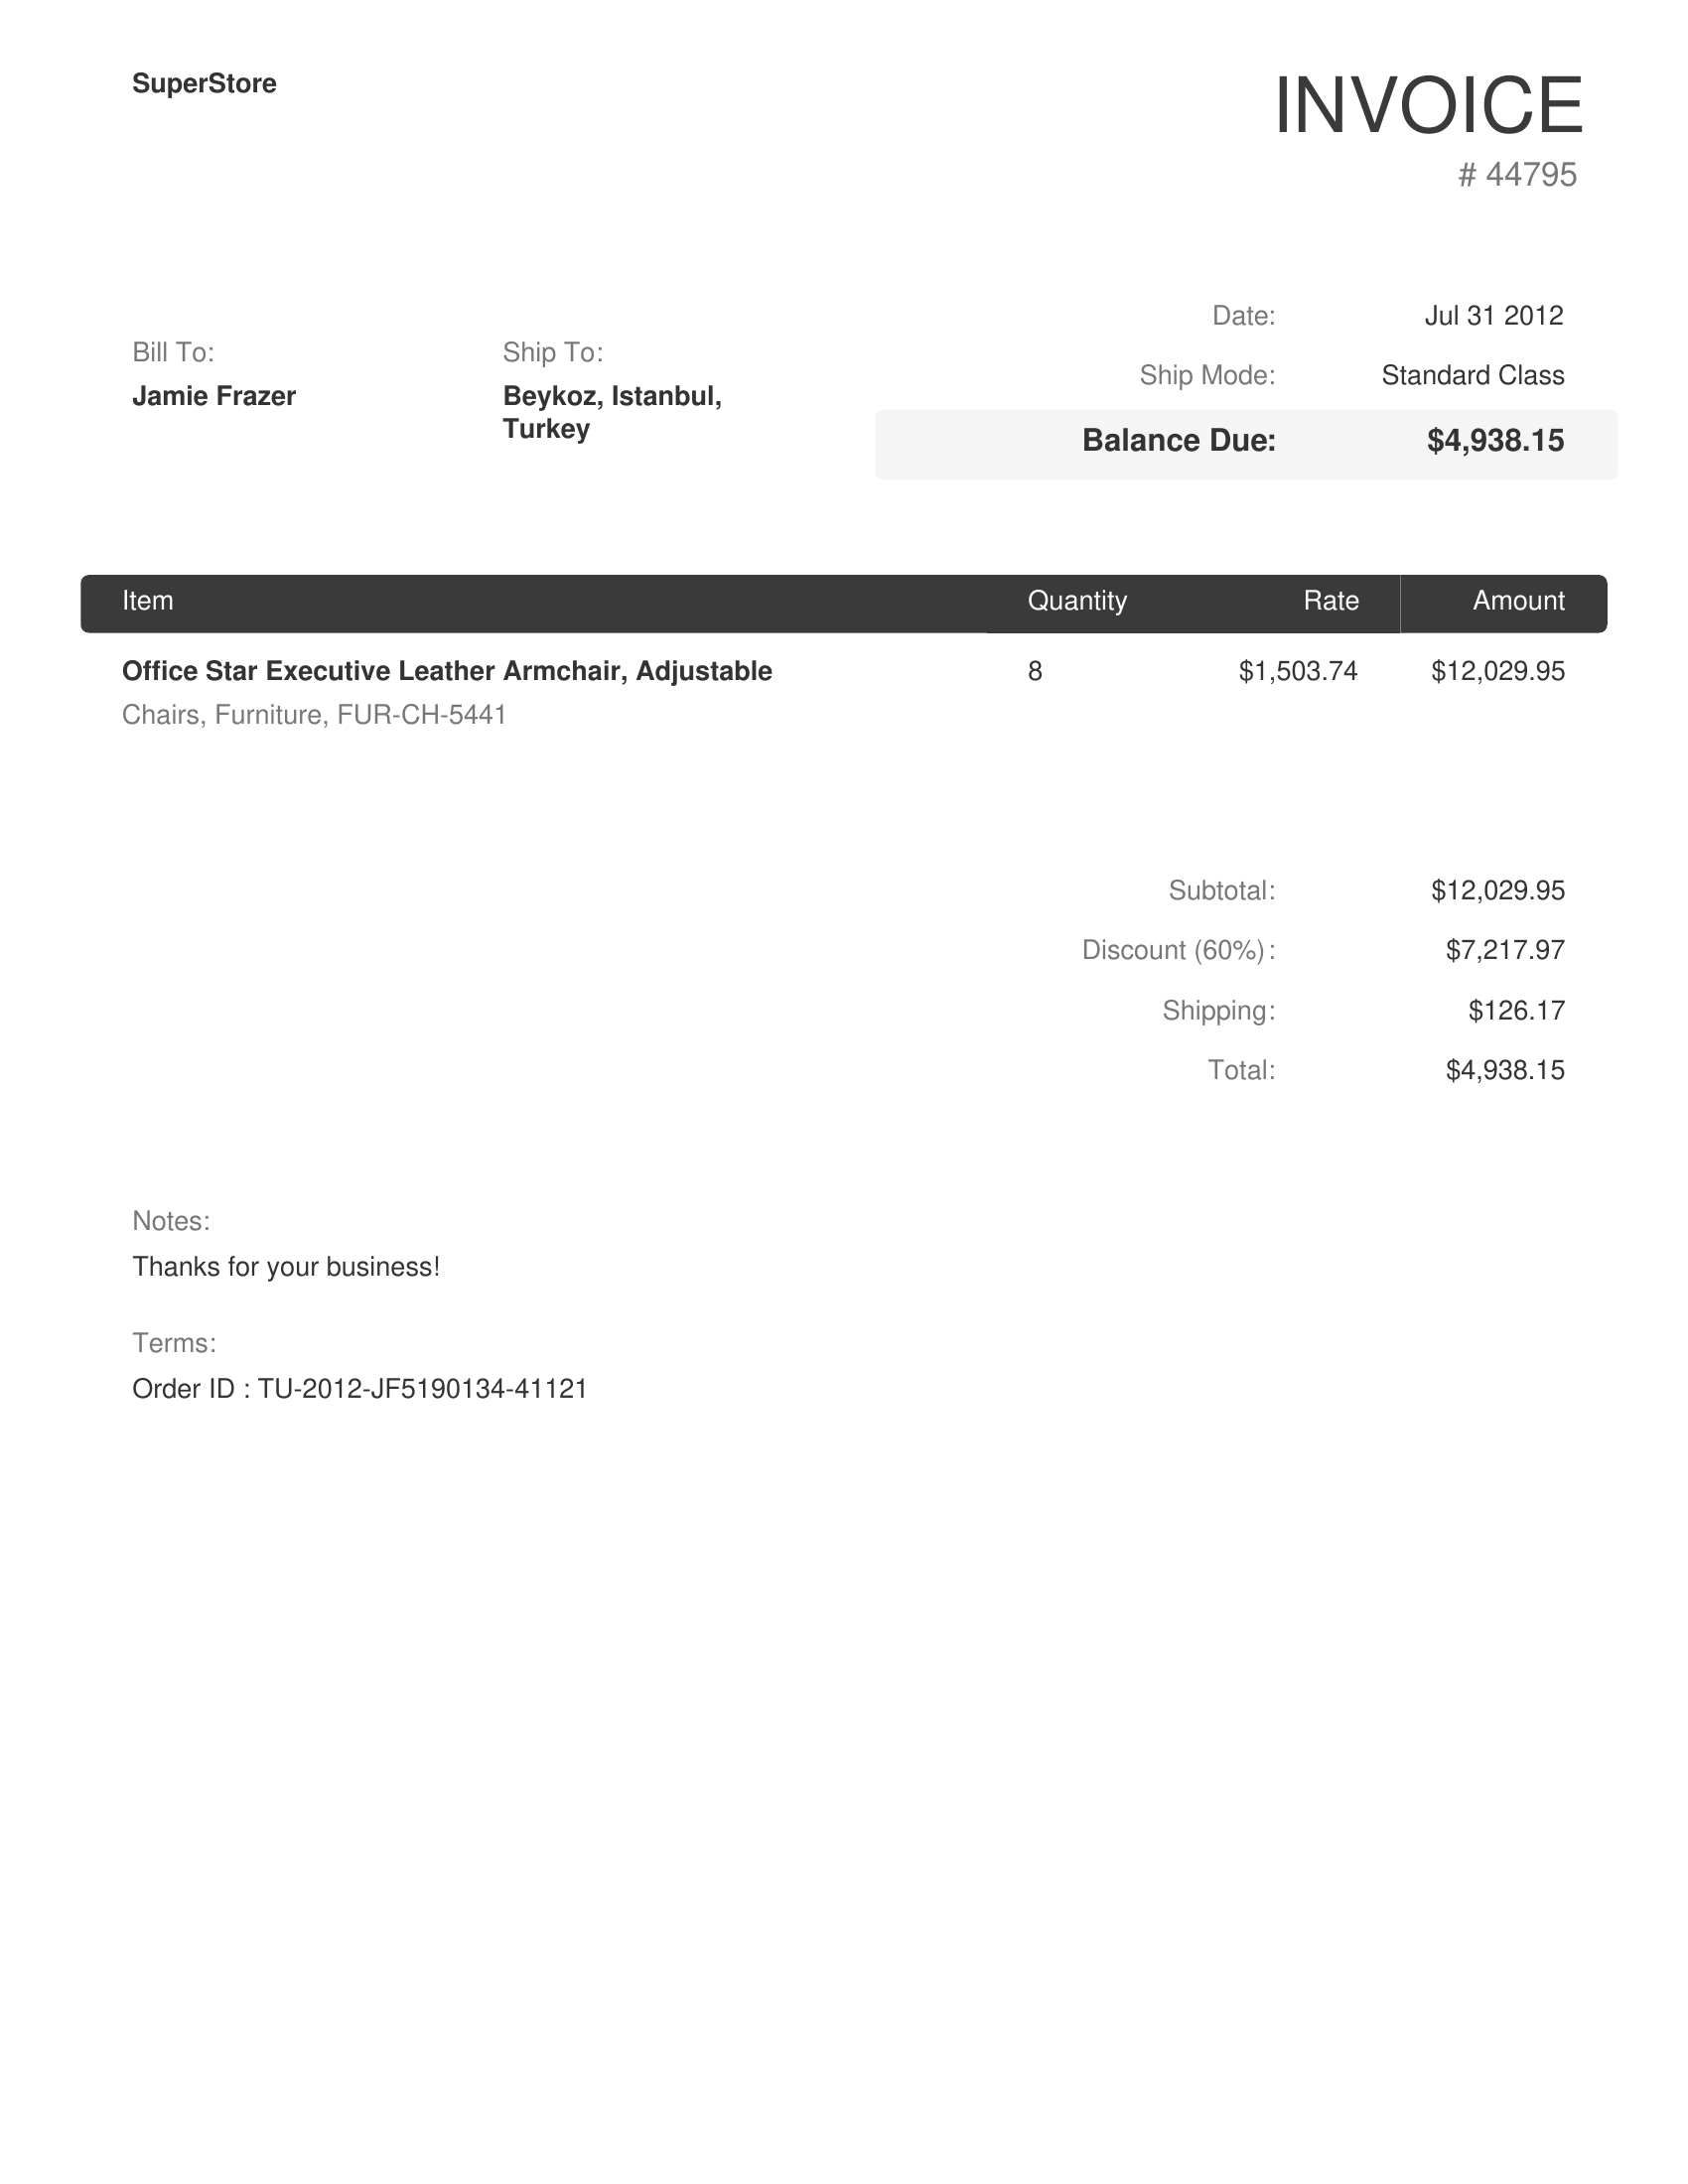 SuperStore
INVOICE
# 44795
Date: Jul 31 2012
Ship Mode: Standard Class
Balance Due: $4,938.15
Bill To:
Jamie Frazer
Ship To:
Beykoz, Istanbul,
Turkey
Item Quantity Rate Amount
Office Star Executive Leather Armchair, Adjustable 8 $1,503.74 $12,029.95
Chairs, Furniture, FUR-CH-5441
Subtotal: $12,029.95
Discount (60%): $7,217.97
Shipping: $126.17
Total: $4,938.15
Notes:
Thanks for your business!
Terms:
Order ID : TU-2012-JF5190134-41121